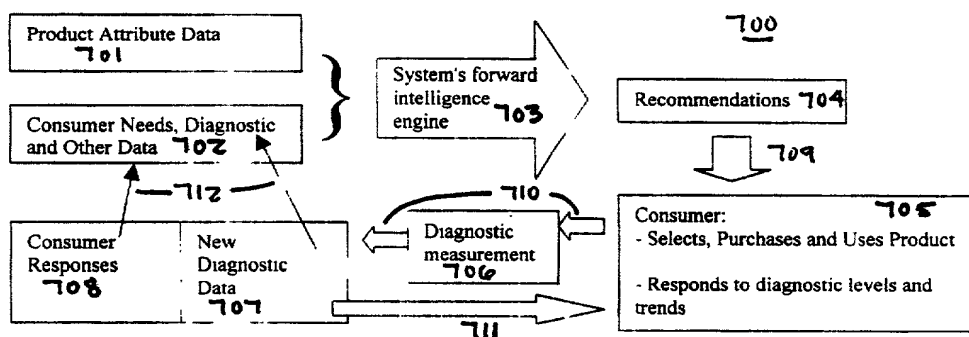 700
Product Attribute Data
701
System's forward
intelligence
engine 703
Recommendations 704
Consumer Needs, Diagnostic
and Other Data 702
709
712
710
705
Consumer:
- Selects, Purchases and Uses Product
- Responds to diagnostic levels and
trends
Diagnostic
measurement
706
Consumer
Responses
708
New
Diagnostic
Data
707
711